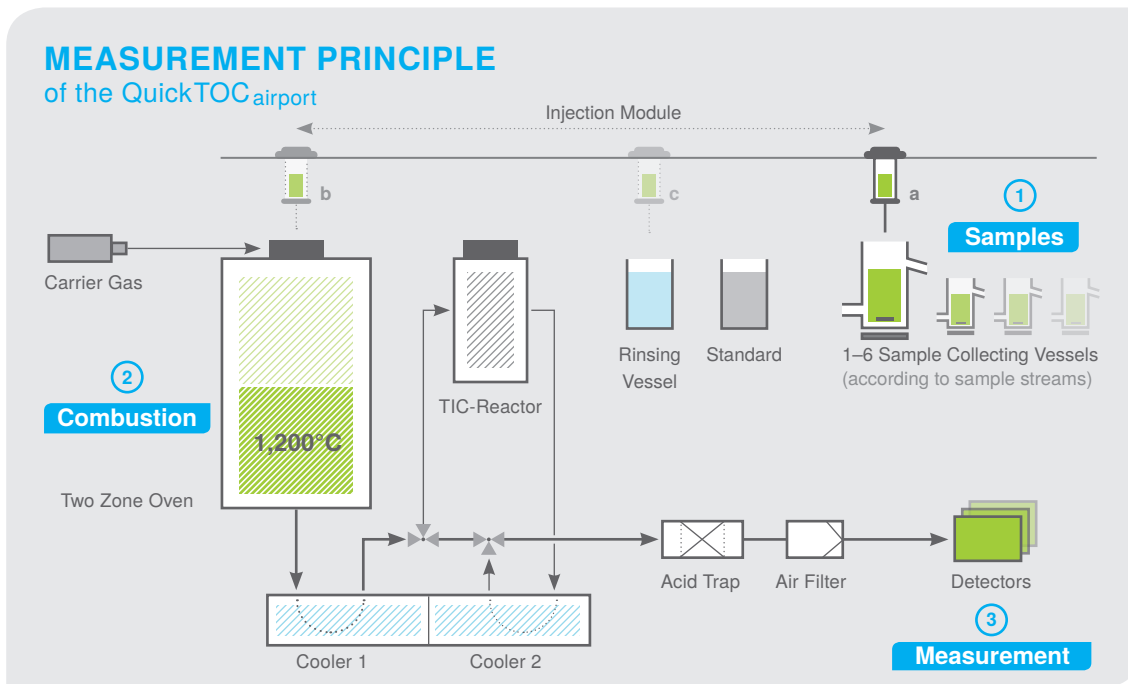 MEASUREMENT PRINCIPLE
of the QuickTOCairport
Injection Module
b
c
a
1
Samples
Carrier Gas
Rinsing
Vessel
Standard
1–6 Sample Collecting Vessels
(according to sample streams)
2
Combustion
TIC-Reactor
1,200°C
Two Zone Oven
Acid Trap
Air Filter
Detectors
3
Measurement
Cooler 1
Cooler 2